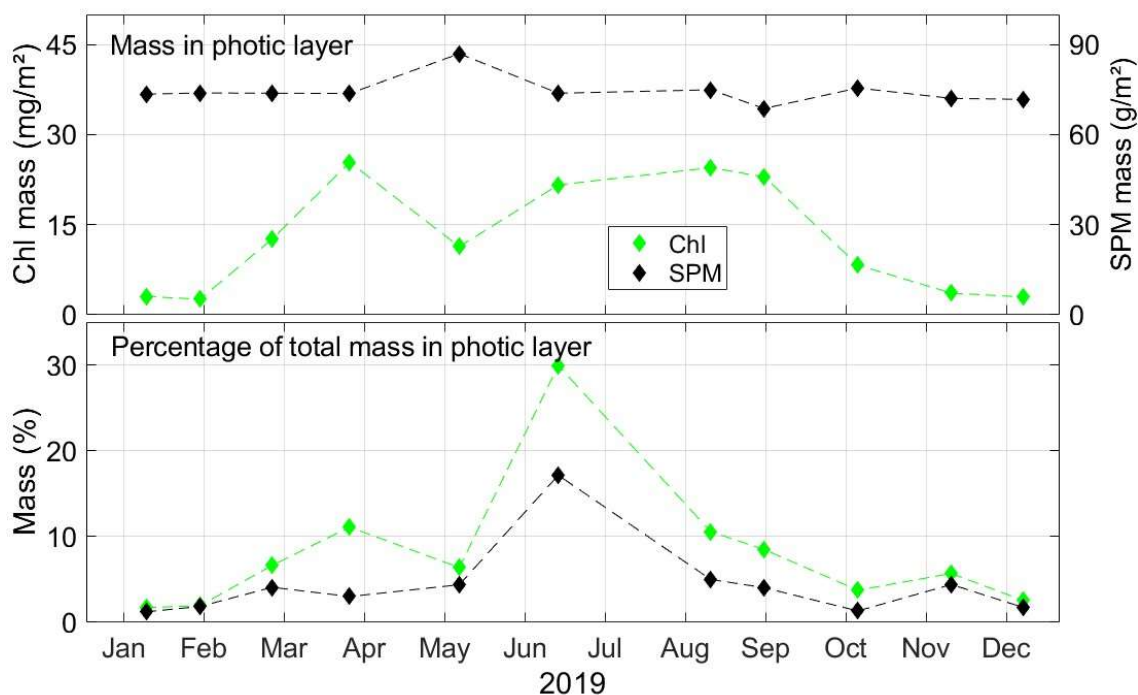 Mass in photic layer
Chl mass (mg/m²)
45
30
15
0
SPM mass (g/m²)
90
60
30
0
Chl
SPM
Percentage of total mass in photic layer
Mass (%)
30
20
10
0
Jan Feb Mar Apr May Jun Jul Aug Sep Oct Nov Dec
2019